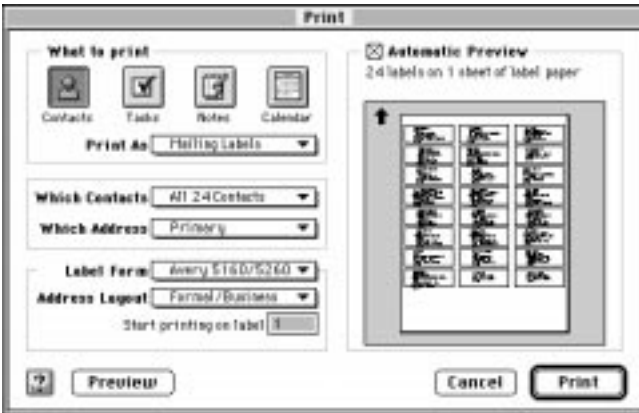 Print
What to print
Contacts Tasks Notes Calendar
Print As Mailing Labels
Which Contacts All 24 Contacts
Which Address Primary
Label Form Avery 5160/5260
Address Layout Formal/Business
Start printing on label 1
Automatic Preview
24 labels on 1 sheet of label paper
? Preview Cancel Print